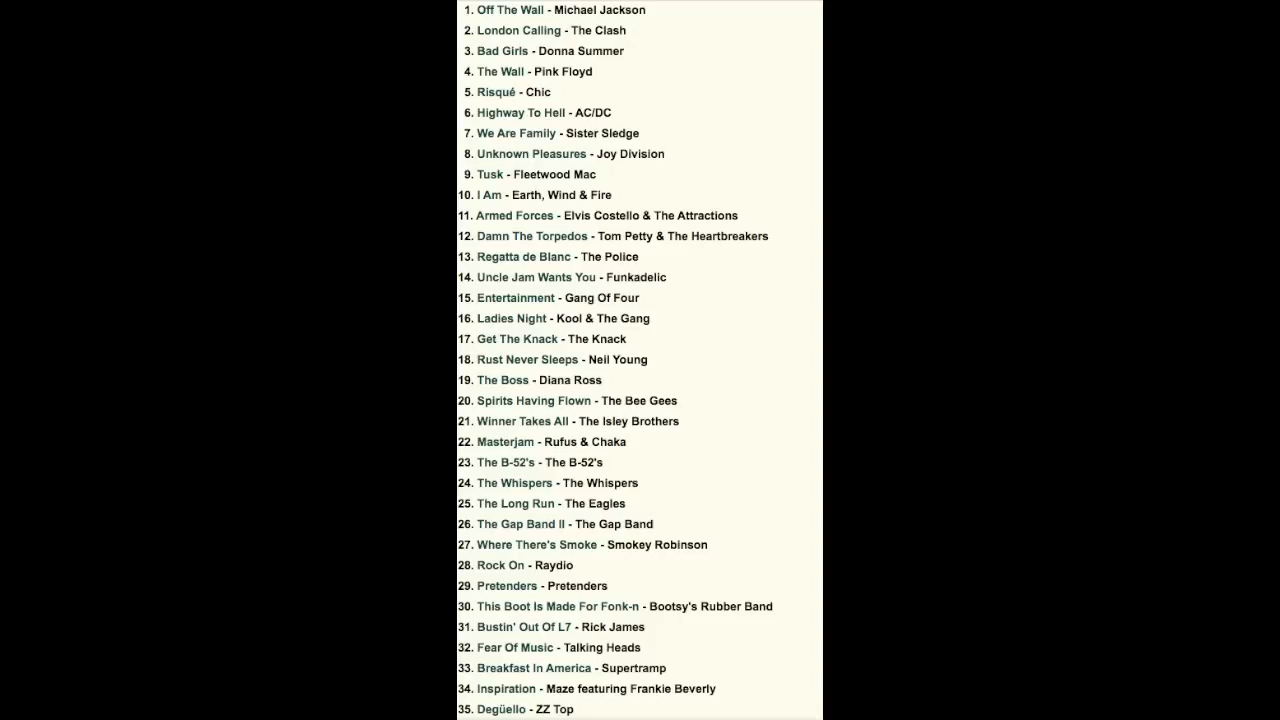 1. Off The Wall - Michael Jackson
2. London Calling - The Clash
3. Bad Girls - Donna Summer
4. The Wall - Pink Floyd
5. Risqué - Chic
6. Highway To Hell - AC/DC
7. We Are Family - Sister Sledge
8. Unknown Pleasures - Joy Division
9. Tusk - Fleetwood Mac
10. I Am - Earth, Wind & Fire
11. Armed Forces - Elvis Costello & The Attractions
12. Damn The Torpedos - Tom Petty & The Heartbreakers
13. Regatta de Blanc - The Police
14. Uncle Jam Wants You - Funkadelic
15. Entertainment - Gang Of Four
16. Ladies Night - Kool & The Gang
17. Get The Knack - The Knack
18. Rust Never Sleeps - Neil Young
19. The Boss - Diana Ross
20. Spirits Having Flown - The Bee Gees
21. Winner Takes All - The Isley Brothers
22. Masterjam - Rufus & Chaka
23. The B-52's - The B-52's
24. The Whispers - The Whispers
25. The Long Run - The Eagles
26. The Gap Band II - The Gap Band
27. Where There's Smoke - Smokey Robinson
28. Rock On - Raydio
29. Pretenders - Pretenders
30. This Boot Is Made For Fonk-n - Bootsy's Rubber Band
31. Bustin' Out Of L7 - Rick James
32. Fear Of Music - Talking Heads
33. Breakfast In America - Supertramp
34. Inspiration - Maze featuring Frankie Beverly
35. Degüello - ZZ Top